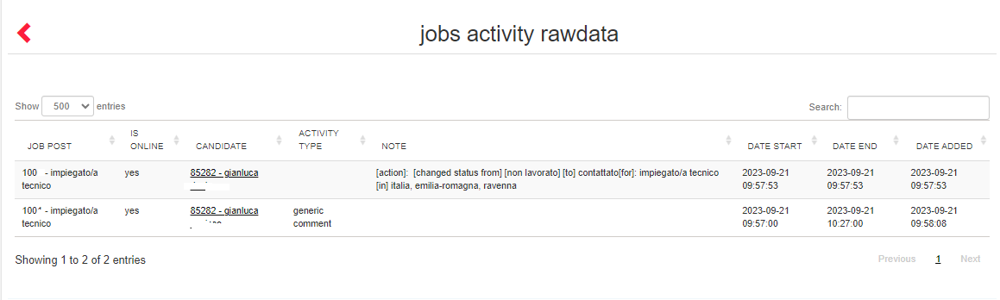 jobs activity rawdata
Show 500 entries
Search:
JOB POST IS ONLINE CANDIDATE ACTIVITY TYPE NOTE DATE START DATE END DATE ADDED
100 - impiegato/a yes 85282 - gianluca [action]: [changed status from] [non lavorato] [to] contattato[for]: impiegato/a tecnico 2023-09-21 2023-09-21 2023-09-21
tecnico [in] italia, emilia-romagna, ravenna 09:57:53 09:57:53 09:57:53
100 - impiegato/a yes 85282 - gianluca generic 2023-09-21 2023-09-21 2023-09-21
tecnico comment 09:57:00 10:27:00 09:58:08
Showing 1 to 2 of 2 entries
Previous 1 Next